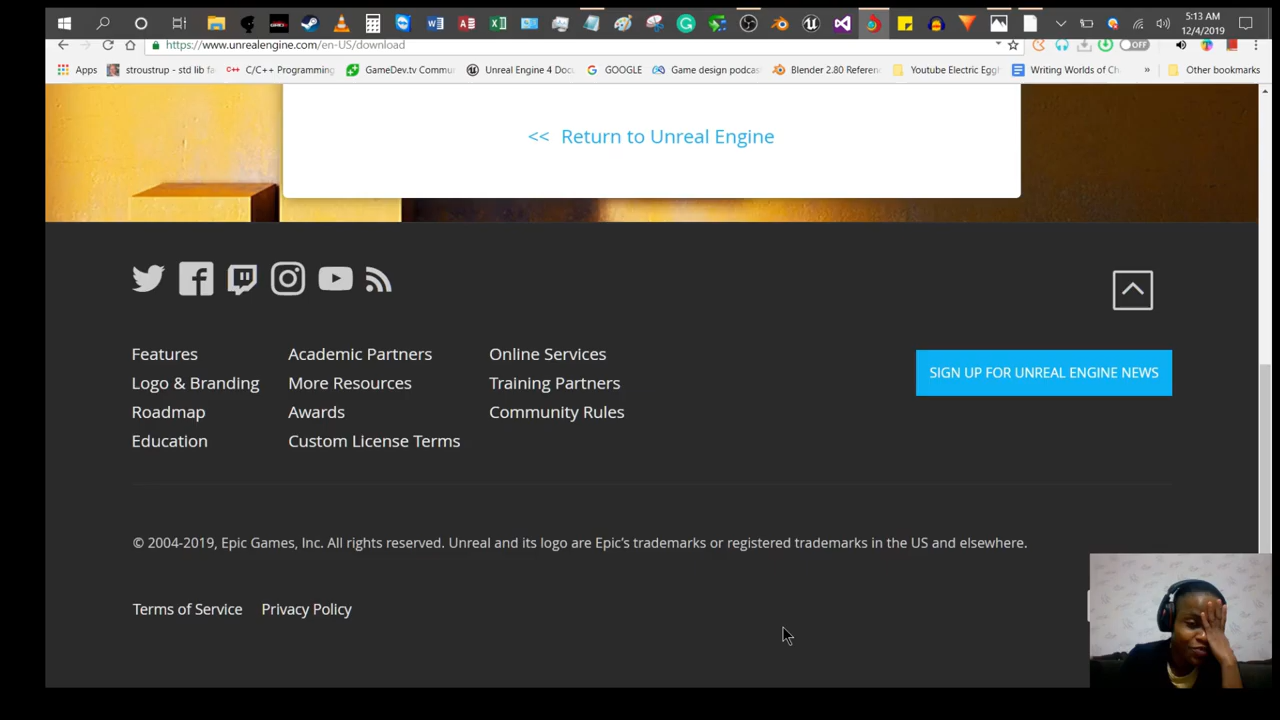 5:13 AM
12/4/2019
https://www.unrealengine.com/en-US/download
OFF
Apps stroustrup - std lib fa C/C++ Programming GameDev.tv Commu Unreal Engine 4 Docu GOOGLE Game design podcas Blender 2.80 Referen Youtube Electric Eggh Writing Worlds of Ch » Other bookmarks
<< Return to Unreal Engine
Features Academic Partners Online Services
Logo & Branding More Resources Training Partners
Roadmap Awards Community Rules
Education Custom License Terms
SIGN UP FOR UNREAL ENGINE NEWS
© 2004-2019, Epic Games, Inc. All rights reserved. Unreal and its logo are Epic's trademarks or registered trademarks in the US and elsewhere.
Terms of Service Privacy Policy